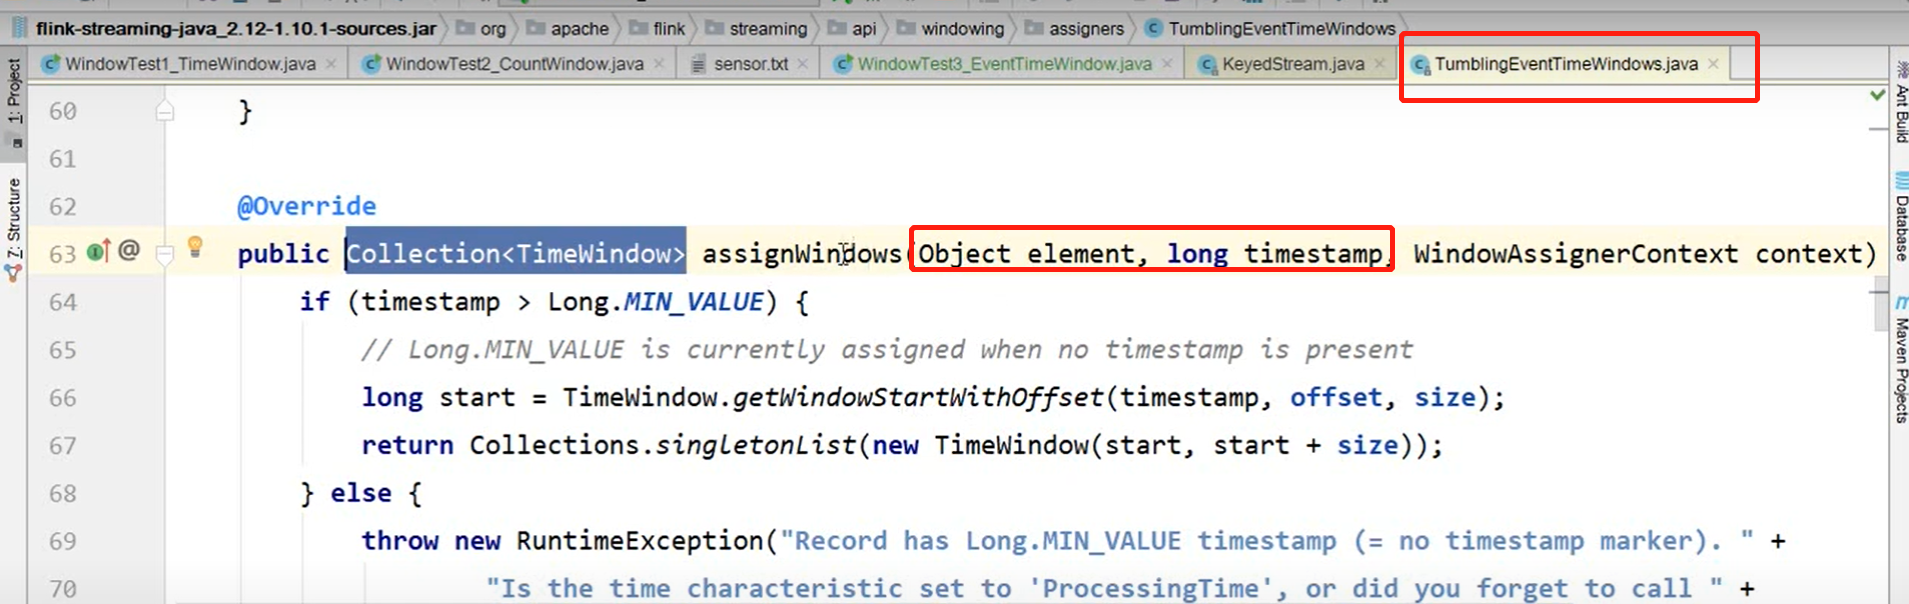 flink-streaming-java_2.12-1.10.1-sources.jar org apache flink streaming api windowing assigners TumblingEventTimeWindows
WindowTest1_TimeWindow.java WindowTest2_CountWindow.java sensor.txt WindowTest3_EventTimeWindow.java KeyedStream.java TumblingEventTimeWindows.java
1: Project
7: Structure
60 }
61
62 @Override
63 public Collection<TimeWindow> assignWindows(Object element, long timestamp, WindowAssignerContext context)
64 if (timestamp > Long.MIN_VALUE) {
65 // Long.MIN_VALUE is currently assigned when no timestamp is present
66 long start = TimeWindow.getWindowStartWithOffset(timestamp, offset, size);
67 return Collections.singletonList(new TimeWindow(start, start + size));
68 } else {
69 throw new RuntimeException("Record has Long.MIN_VALUE timestamp (= no timestamp marker). " +
70 "Is the time characteristic set to 'ProcessingTime', or did you forget to call " +
Ant Build
Database
Maven Projects